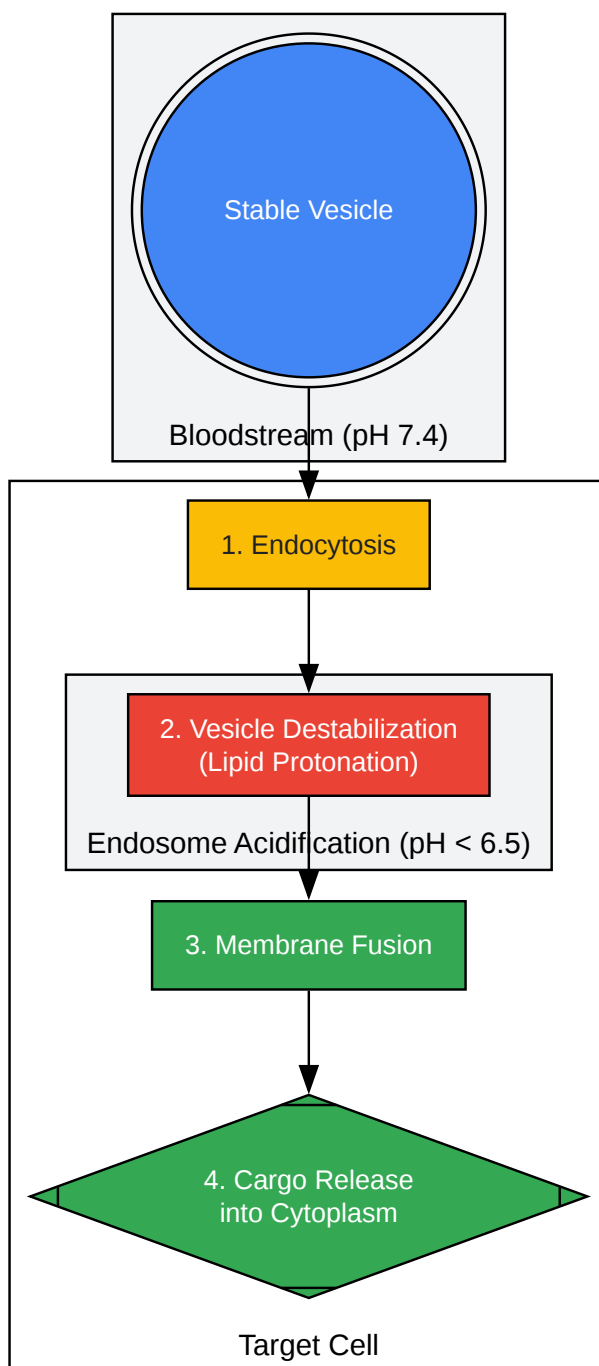 Stable Vesicle
Bloodstream (pH 7.4)
1. Endocytosis
2. Vesicle Destabilization
(Lipid Protonation)
Endosome Acidification (pH < 6.5)
3. Membrane Fusion
4. Cargo Release
into Cytoplasm
Target Cell